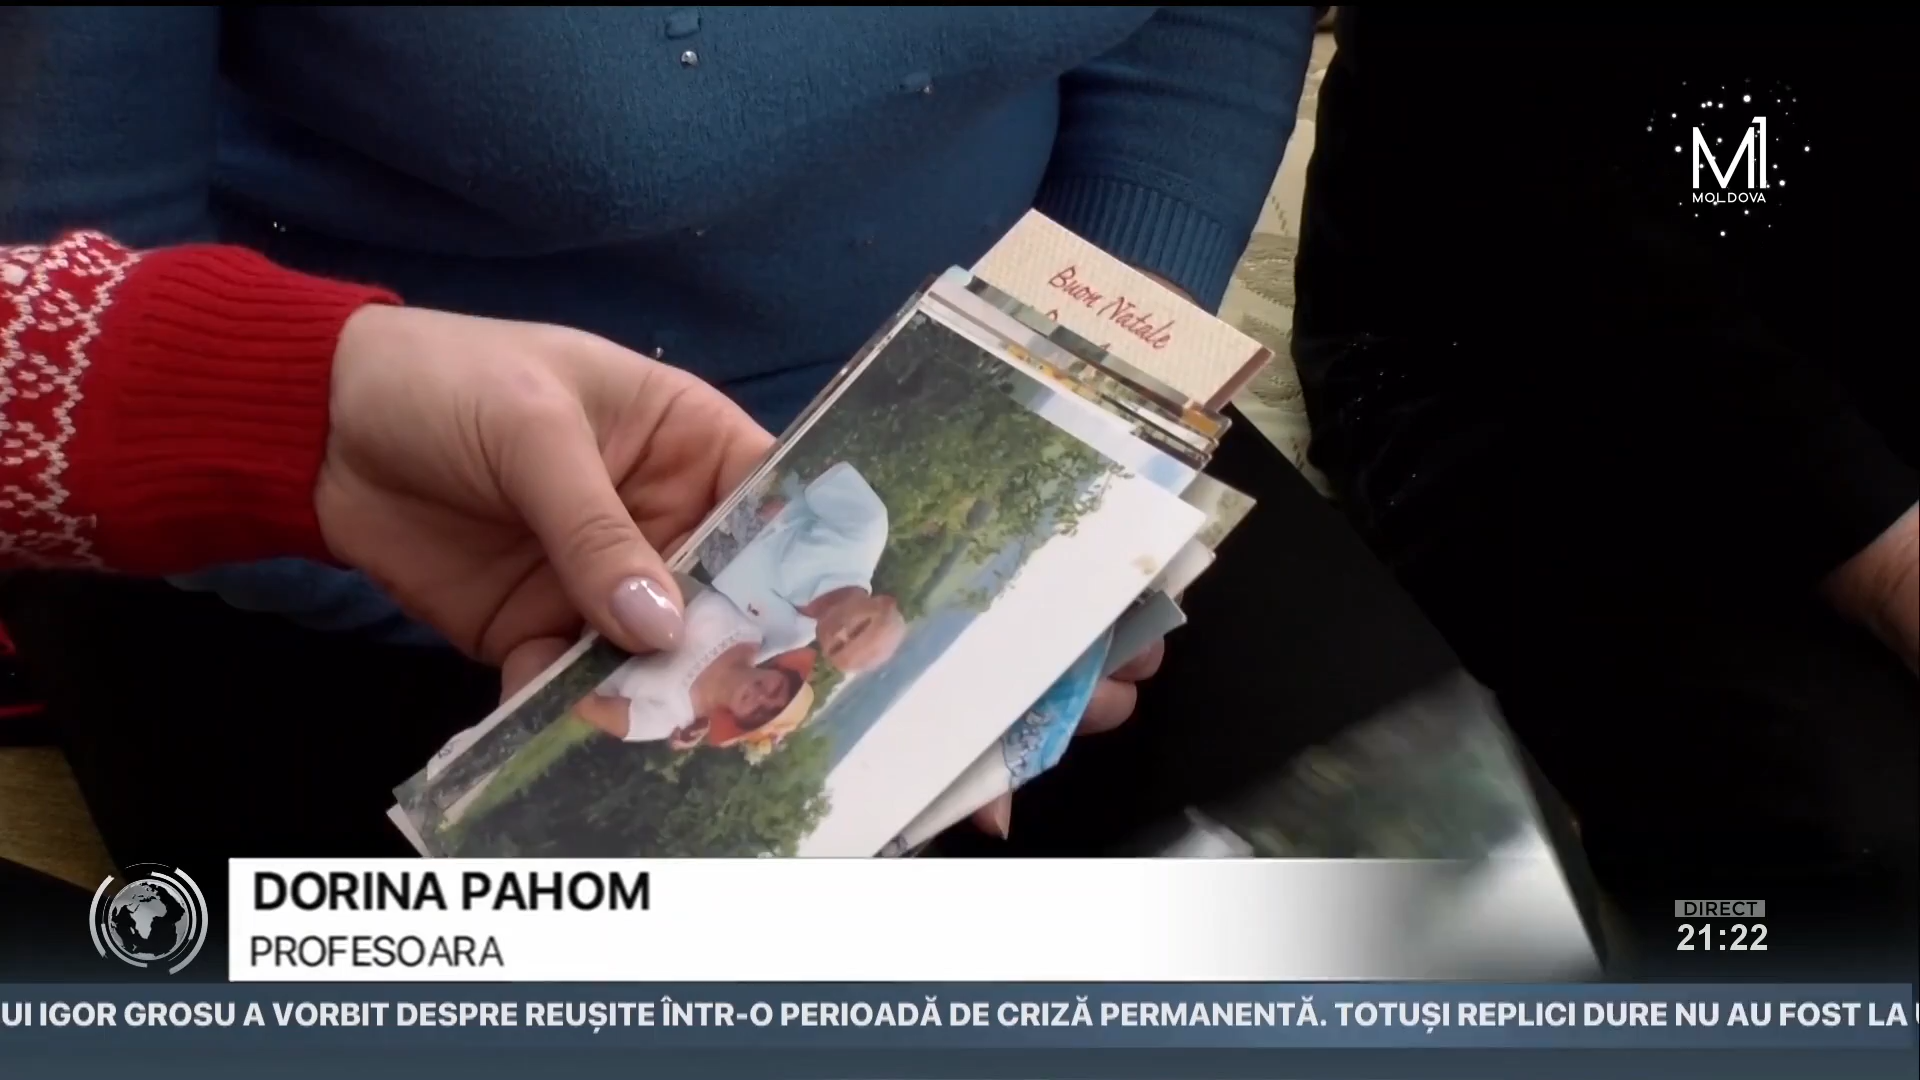 M1
MOLDOVA
Buon Natale
DORINA PAHOM
PROFESOARA
DIRECT
21:22
UI IGOR GROSU A VORBIT DESPRE REUȘITE ÎNTR-O PERIOADĂ DE CRIZĂ PERMANENTĂ. TOTUȘI REPLICI DURE NU AU FOST LA